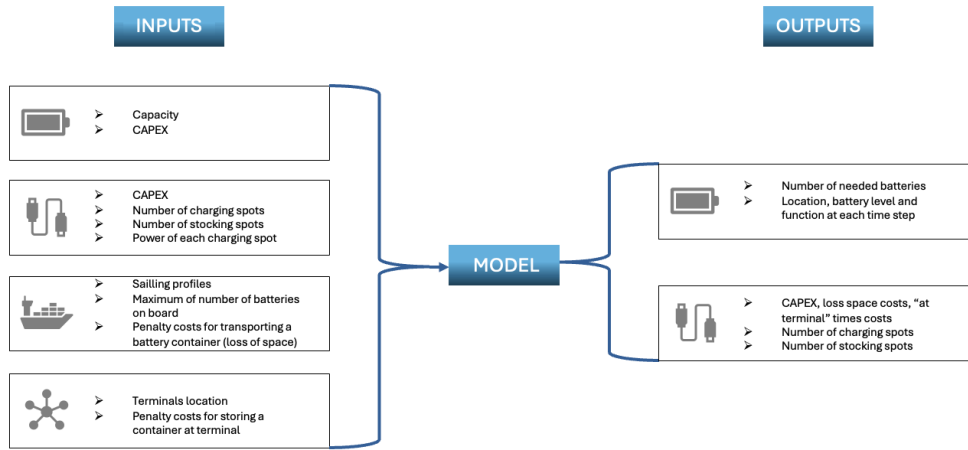 INPUTS
OUTPUTS
➢ Capacity
➢ CAPEX
➢ CAPEX
➢ Number of charging spots
➢ Number of stocking spots
➢ Power of each charging spot
➢ Sailling profiles
➢ Maximum of number of batteries
on board
➢ Penalty costs for transporting a
battery container (loss of space)
➢ Terminals location
➢ Penalty costs for storing a
container at terminal
MODEL
➢ Number of needed batteries
➢ Location, battery level and
function at each time step
➢ CAPEX, loss space costs, “at
terminal” times costs
➢ Number of charging spots
➢ Number of stocking spots